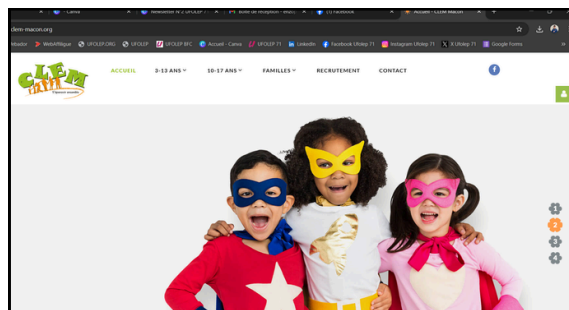 Canva
Newsletter N°2 UFOLEP
Boîte de réception
(1) Facebook
Accueil - CLEM Macon
clem-macon.org
WebAffiligue
UFOLEP.ORG
UFOLEP
UFOLEP BFC
Accueil - Canva
UFOLEP 71
LinkedIn
Facebook Ufolep 71
Instagram Ufolep 71
X Ufolep 71
Google Forms
CLEM
ACCUEIL
3-13 ANS
10-17 ANS
FAMILLES
RECRUTEMENT
CONTACT
1
2
3
4